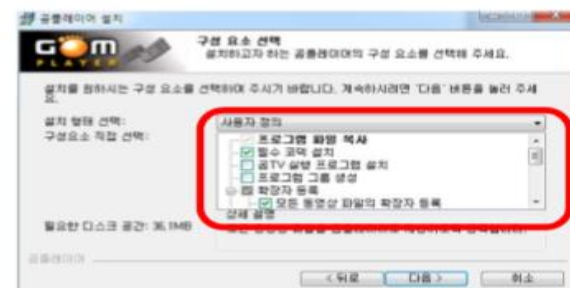 곰플레이어 설치
GOM
PLAYER
구성 요소 선택
설치하고자 하는 곰플레이어의 구성 요소를 선택해 주세요.
설치를 원하시는 구성 요소를 선택하여 주시기 바랍니다. 계속하시려면 '다음' 버튼을 눌러 주세
요.
설치 형태 선택:
사용자 정의
구성요소 직접 선택:
프로그램 파일 복사
필수 코덱 설치
곰TV 실행 프로그램 설치
프로그램 그룹 생성
확장자 등록
모든 동영상 파일의 확장자 등록
상세 설명
필요한 디스크 공간: 36.1MB
곰플레이어
< 뒤로
다음 >
취소